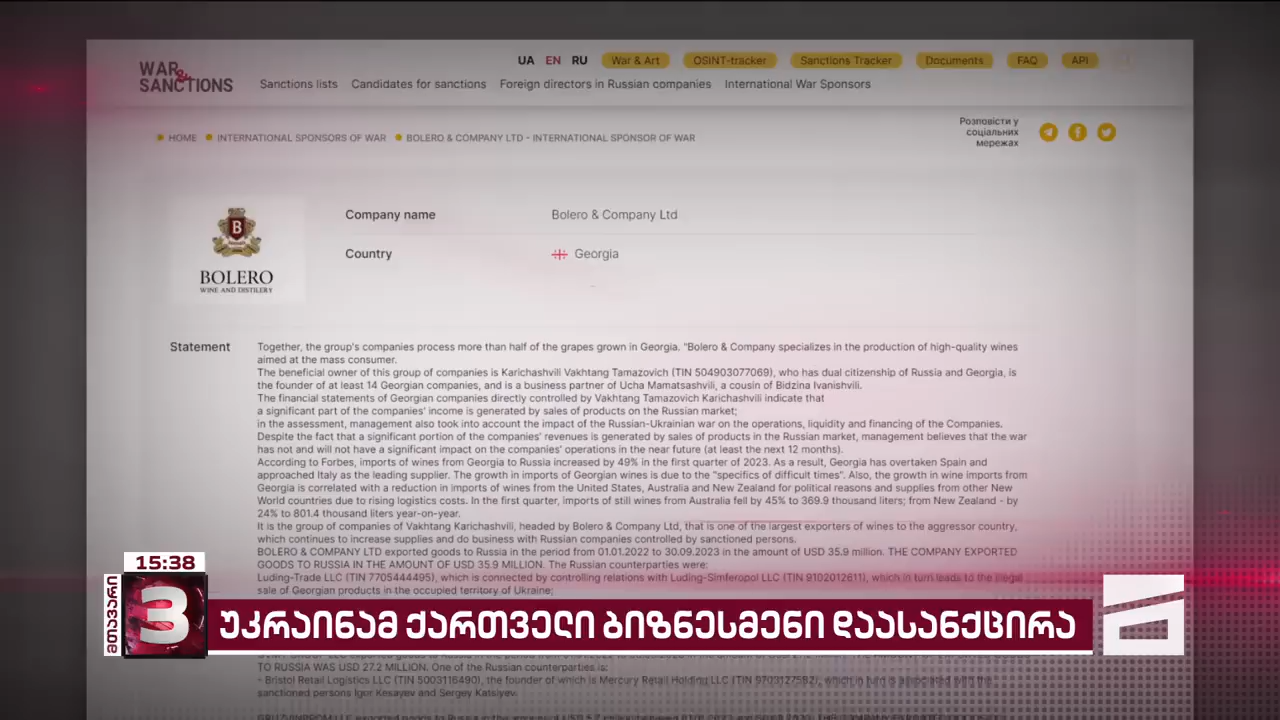 UA EN RU War & Art OSINT-tracker Sanctions Tracker Documents FAQ API
WAR & SANCTIONS
Sanctions lists Candidates for sanctions Foreign directors in Russian companies International War Sponsors
HOME INTERNATIONAL SPONSORS OF WAR BOLERO & COMPANY LTD - INTERNATIONAL SPONSOR OF WAR
Розповісти у
соціальних
мережах
B
BOLERO
WINE AND DISTILERY
Company name Bolero & Company Ltd
Country Georgia
Statement
Together, the group's companies process more than half of the grapes grown in Georgia. "Bolero & Company specializes in the production of high-quality wines
aimed at the mass consumer.
The beneficial owner of this group of companies is Karichashvili Vakhtang Tamazovich (TIN 504903077069), who has dual citizenship of Russia and Georgia, is
the founder of at least 14 Georgian companies, and is a business partner of Ucha Mamatsashvili, a cousin of Bidzina Ivanishvili.
The financial statements of Georgian companies directly controlled by Vakhtang Tamazovich Karichashvili indicate that
a significant part of the companies' income is generated by sales of products on the Russian market;
in the assessment, management also took into account the impact of the Russian-Ukrainian war on the operations, liquidity and financing of the Companies.
Despite the fact that a significant portion of the companies' revenues is generated by sales of products in the Russian market, management believes that the war
has not and will not have a significant impact on the companies' operations in the near future (at least the next 12 months).
According to Forbes, imports of wines from Georgia to Russia increased by 49% in the first quarter of 2023. As a result, Georgia has overtaken Spain and
approached Italy as the leading supplier. The growth in imports of Georgian wines is due to the "specifics of difficult times". Also, the growth in wine imports from
Georgia is correlated with a reduction in imports of wines from the United States, Australia and New Zealand for political reasons and supplies from other New
World countries due to rising logistics costs. In the first quarter, imports of still wines from Australia fell by 45% to 369.9 thousand liters; from New Zealand - by
24% to 801.4 thousand liters year-on-year.
It is the group of companies of Vakhtang Karichashvili, headed by Bolero & Company Ltd, that is one of the largest exporters of wines to the aggressor country,
which continues to increase supplies and do business with Russian companies controlled by sanctioned persons.
BOLERO & COMPANY LTD exported goods to Russia in the period from 01.01.2022 to 30.09.2023 in the amount of USD 35.9 million. THE COMPANY EXPORTED
GOODS TO RUSSIA IN THE AMOUNT OF USD 35.9 MILLION. The Russian counterparties were:
Luding-Trade LLC (TIN 7705444495), which is connected by controlling relations with Luding-Simferopol LLC (TIN 9102012611), which in turn leads to the illegal
sale of Georgian products in the occupied territory of Ukraine;
15:38
მთავარი
3
უკრაინამ ქართველი ბიზნესმენი დაასანქცირა
TO RUSSIA WAS USD 27.2 MILLION. One of the Russian counterparties is:
- Bristol Retail Logistics LLC (TIN 5003116490), the founder of which is Mercury Retail Holding LLC (TIN 9703127582), which in turn is associated with the
sanctioned persons Igor Kesayev and Sergey Katsiyev.